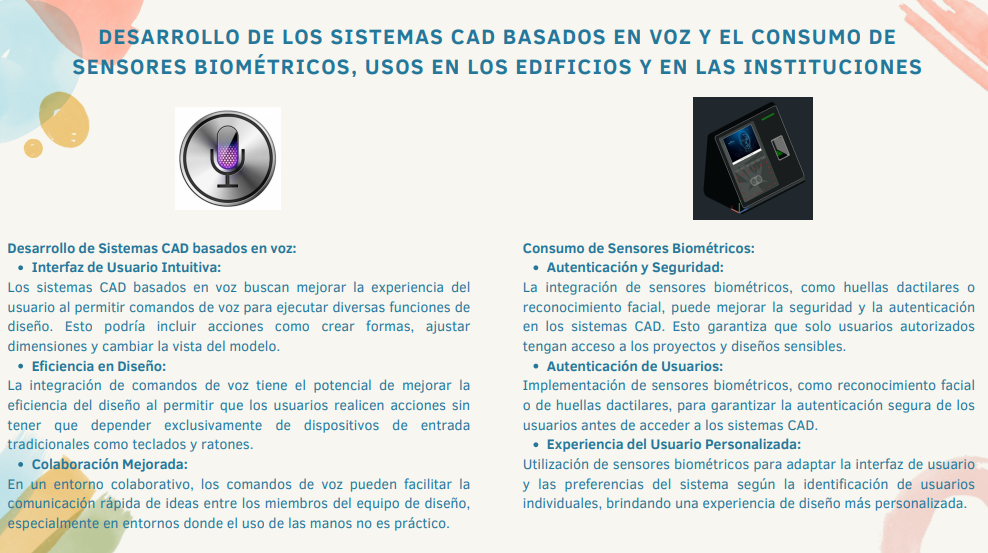 DESARROLLO DE LOS SISTEMAS CAD BASADOS EN VOZ Y EL CONSUMO DE
SENSORES BIOMÉTRICOS, USOS EN LOS EDIFICIOS Y EN LAS INSTITUCIONES
Desarrollo de Sistemas CAD basados en voz:
• Interfaz de Usuario Intuitiva:
Los sistemas CAD basados en voz buscan mejorar la experiencia del
usuario al permitir comandos de voz para ejecutar diversas funciones de
diseño. Esto podría incluir acciones como crear formas, ajustar
dimensiones y cambiar la vista del modelo.
• Eficiencia en Diseño:
La integración de comandos de voz tiene el potencial de mejorar la
eficiencia del diseño al permitir que los usuarios realicen acciones sin
tener que depender exclusivamente de dispositivos de entrada
tradicionales como teclados y ratones.
• Colaboración Mejorada:
En un entorno colaborativo, los comandos de voz pueden facilitar la
comunicación rápida de ideas entre los miembros del equipo de diseño,
especialmente en entornos donde el uso de las manos no es práctico.
Consumo de Sensores Biométricos:
• Autenticación y Seguridad:
La integración de sensores biométricos, como huellas dactilares o
reconocimiento facial, puede mejorar la seguridad y la autenticación
en los sistemas CAD. Esto garantiza que solo usuarios autorizados
tengan acceso a los proyectos y diseños sensibles.
• Autenticación de Usuarios:
Implementación de sensores biométricos, como reconocimiento facial
o de huellas dactilares, para garantizar la autenticación segura de los
usuarios antes de acceder a los sistemas CAD.
• Experiencia del Usuario Personalizada:
Utilización de sensores biométricos para adaptar la interfaz de usuario
y las preferencias del sistema según la identificación de usuarios
individuales, brindando una experiencia de diseño más personalizada.